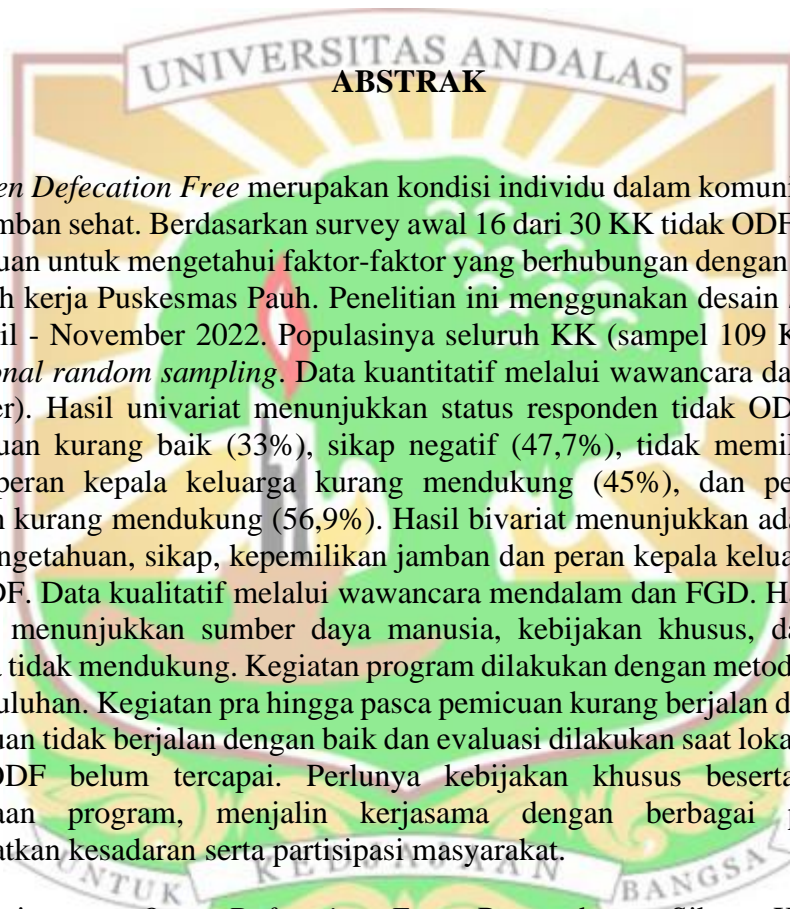 UNIVERSITAS ANDALAS
ABSTRAK
en Defecation Free merupakan kondisi individu dalam komuni
mban sehat. Berdasarkan survey awal 16 dari 30 KK tidak ODF
uan untuk mengetahui faktor-faktor yang berhubungan dengan
h kerja Puskesmas Pauh. Penelitian ini menggunakan desain
il - November 2022. Populasinya seluruh KK (sampel 109 K
onal random sampling. Data kuantitatif melalui wawancara da
er). Hasil univariat menunjukkan status responden tidak OD
uan kurang baik (33%), sikap negatif (47,7%), tidak memil
peran kepala keluarga kurang mendukung (45%), dan pe
n kurang mendukung (56,9%). Hasil bivariat menunjukkan ada
ngetahuan, sikap, kepemilikan jamban dan peran kepala kelua
DF. Data kualitatif melalui wawancara mendalam dan FGD. H
menunjukkan sumber daya manusia, kebijakan khusus, da
a tidak mendukung. Kegiatan program dilakukan dengan metod
uluhan. Kegiatan pra hingga pasca pemicuan kurang berjalan d
uan tidak berjalan dengan baik dan evaluasi dilakukan saat loka
ODF belum tercapai. Perlunya kebijakan khusus beserta
aan program, menjalin kerjasama dengan berbagai p
atkan kesadaran serta partisipasi masyarakat.
UNTUK KEDJAJAAN BANGSA